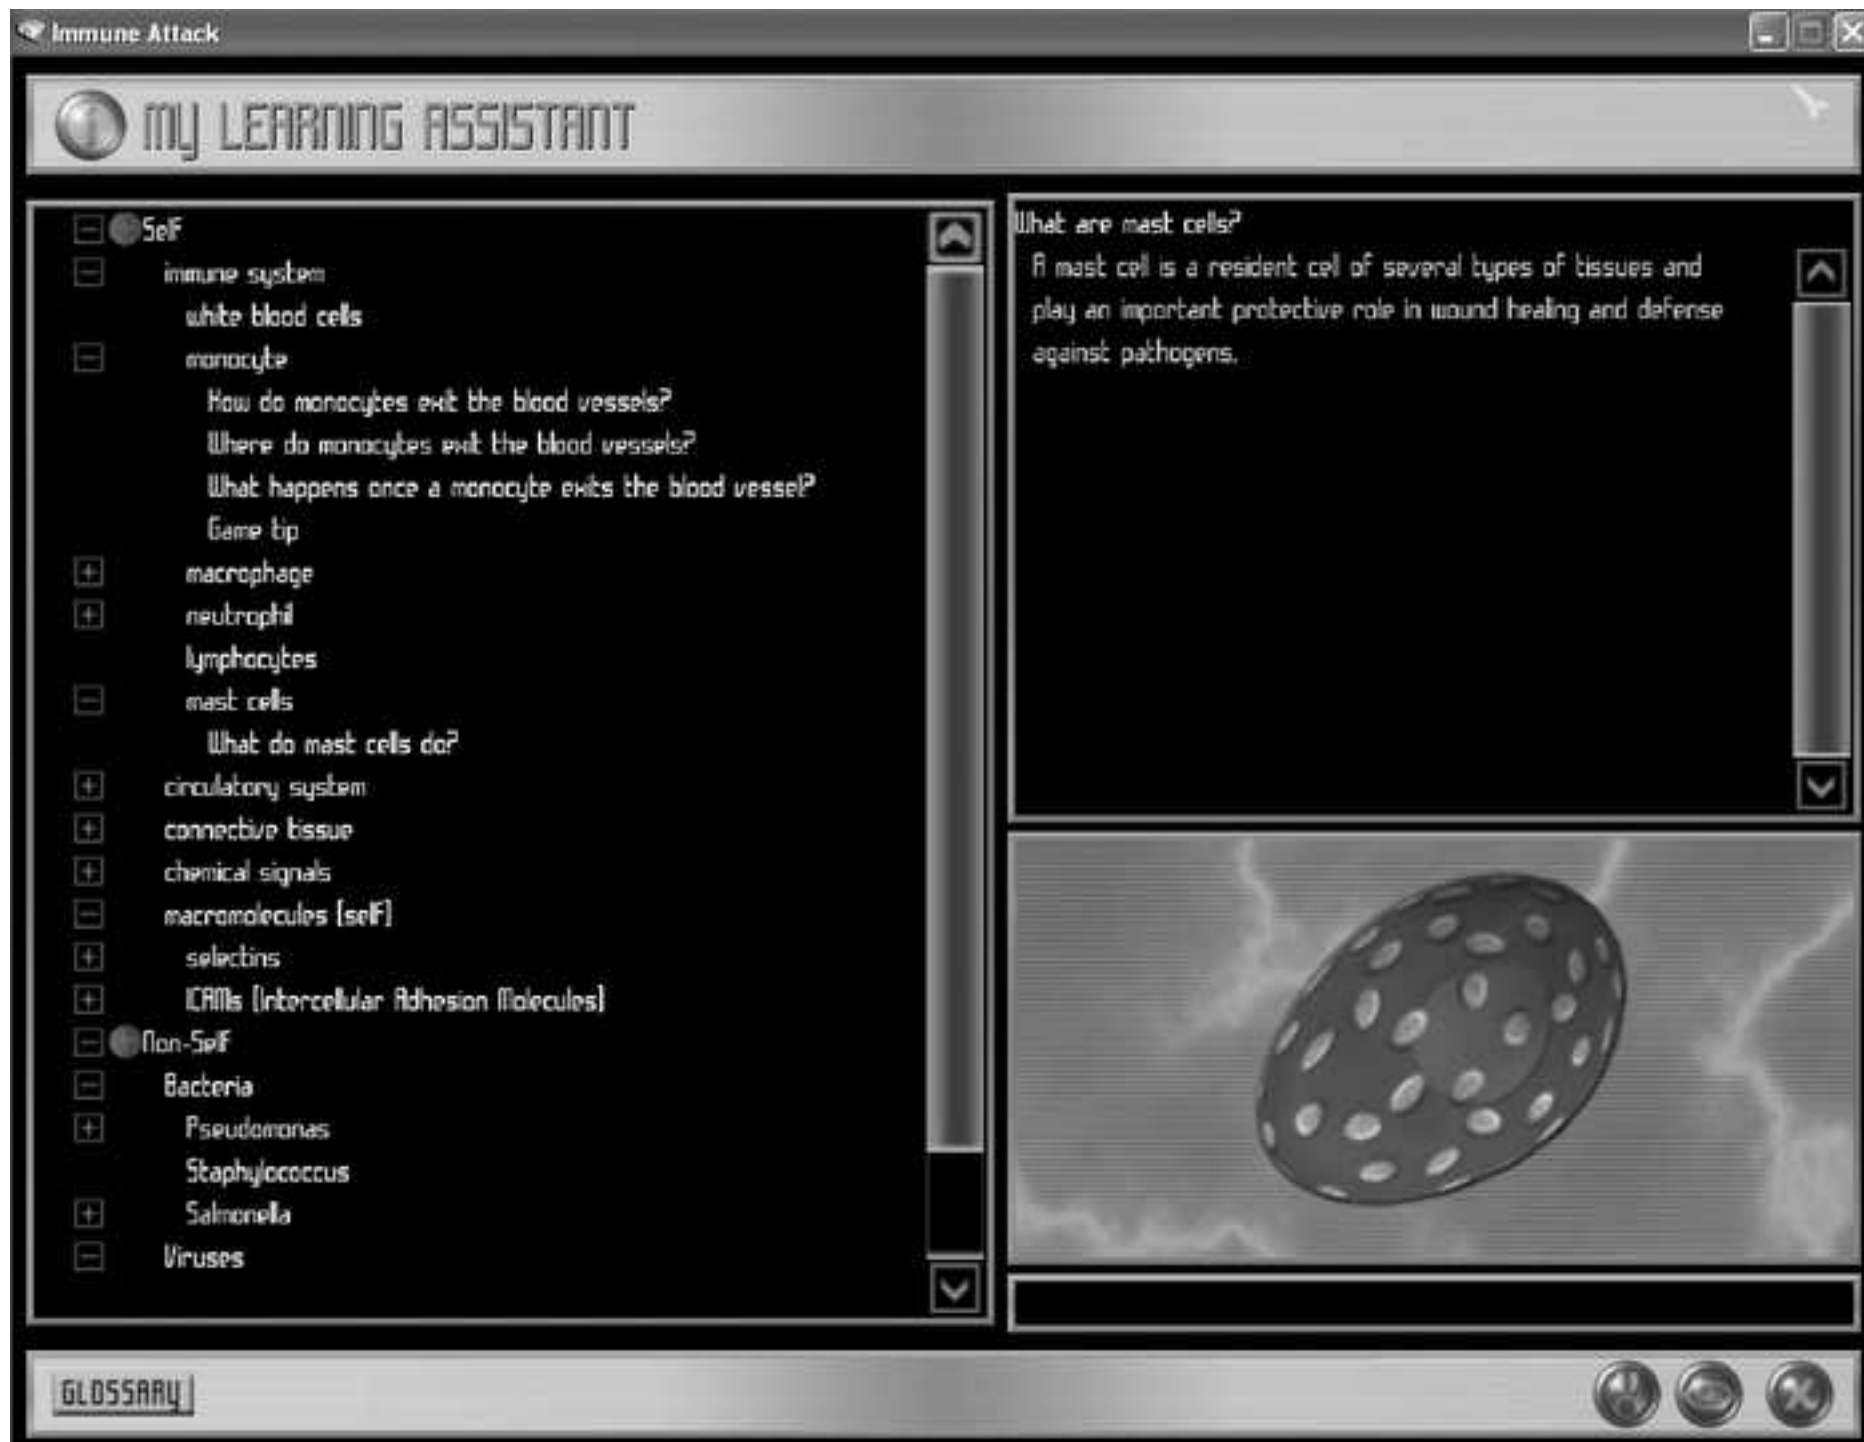 Immune Attack
MY LEARNING ASSISTANT
Self
immune system
white blood cells
monocyte
How do monocytes exit the blood vessels?
Where do monocytes exit the blood vessels?
What happens once a monocyte exits the blood vessel?
Game tip
macrophage
neutrophil
lymphocytes
mast cells
What do mast cells do?
circulatory system
connective tissue
chemical signals
macromolecules (self)
selectins
ICAMs (Intercellular Adhesion Molecules)
Non-Self
Bacteria
Pseudomonas
Staphylococcus
Salmonella
Viruses
What are mast cells?
A mast cell is a resident cell of several types of tissues and
play an important protective role in wound healing and defense
against pathogens.
GLOSSARY